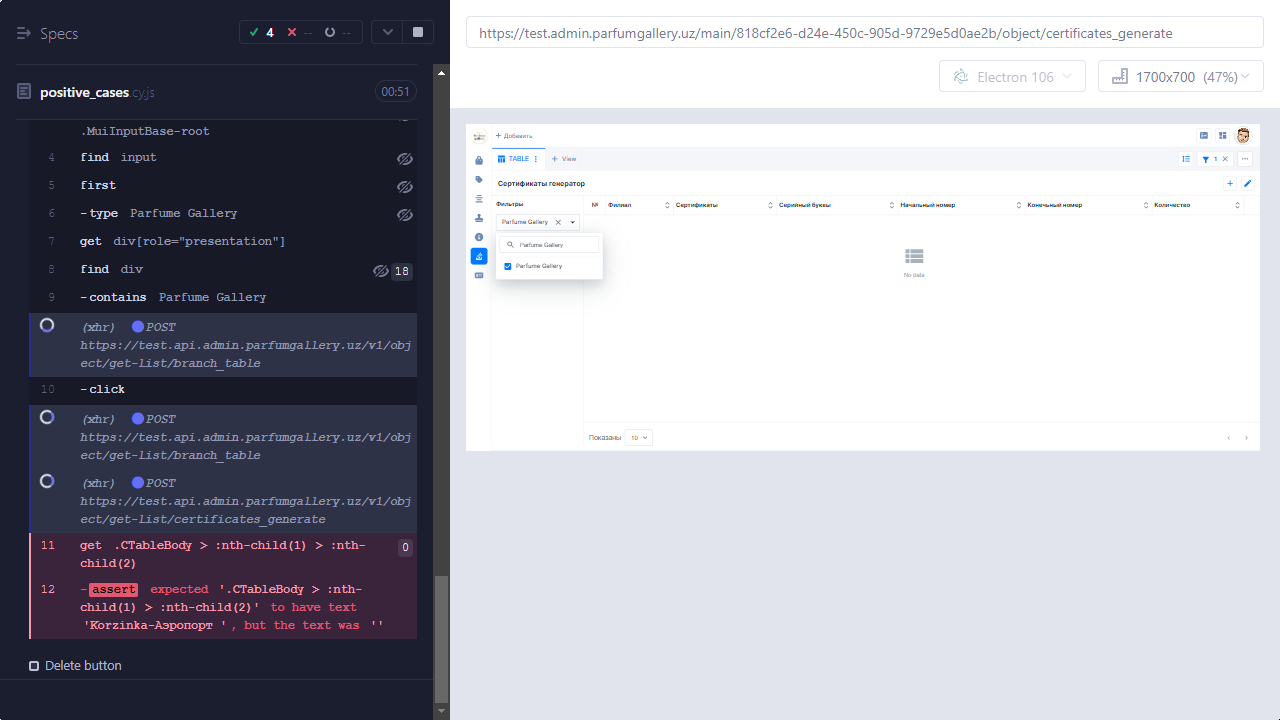 Specs
4
--
--
positive_cases.cy.js
00:51
.MuiInputBase-root
4 find input
5 first
6 -type Parfume Gallery
7 get div[role="presentation"]
8 find div 18
9 -contains Parfume Gallery
(xhr) POST
https://test.api.admin.parfumgallery.uz/v1/obj
ect/get-list/branch_table
10 -click
(xhr) POST
https://test.api.admin.parfumgallery.uz/v1/obj
ect/get-list/branch_table
(xhr) POST
https://test.api.admin.parfumgallery.uz/v1/obj
ect/get-list/certificates_generate
11 get .CTableBody > :nth-child(1) > :nth-
child(2) 0
12 -assert expected '.CTableBody > :nth-
child(1) > :nth-child(2)' to have text
'Korzinka-Аэропорт ', but the text was ''
Delete button
https://test.admin.parfumgallery.uz/main/818cf2e6-d24e-450c-905d-9729e5d0ae2b/object/certificates_generate
Electron 106
1700x700 (47%)
+ Добавить
TABLE
+ View
1
Сертификаты генератор
Фильтры
№ Филиал Сертификаты Серийный буквы Начальный номер Конечный номер Количество
Parfume Gallery
Parfume Gallery
Parfume Gallery
No data
Показаны 10